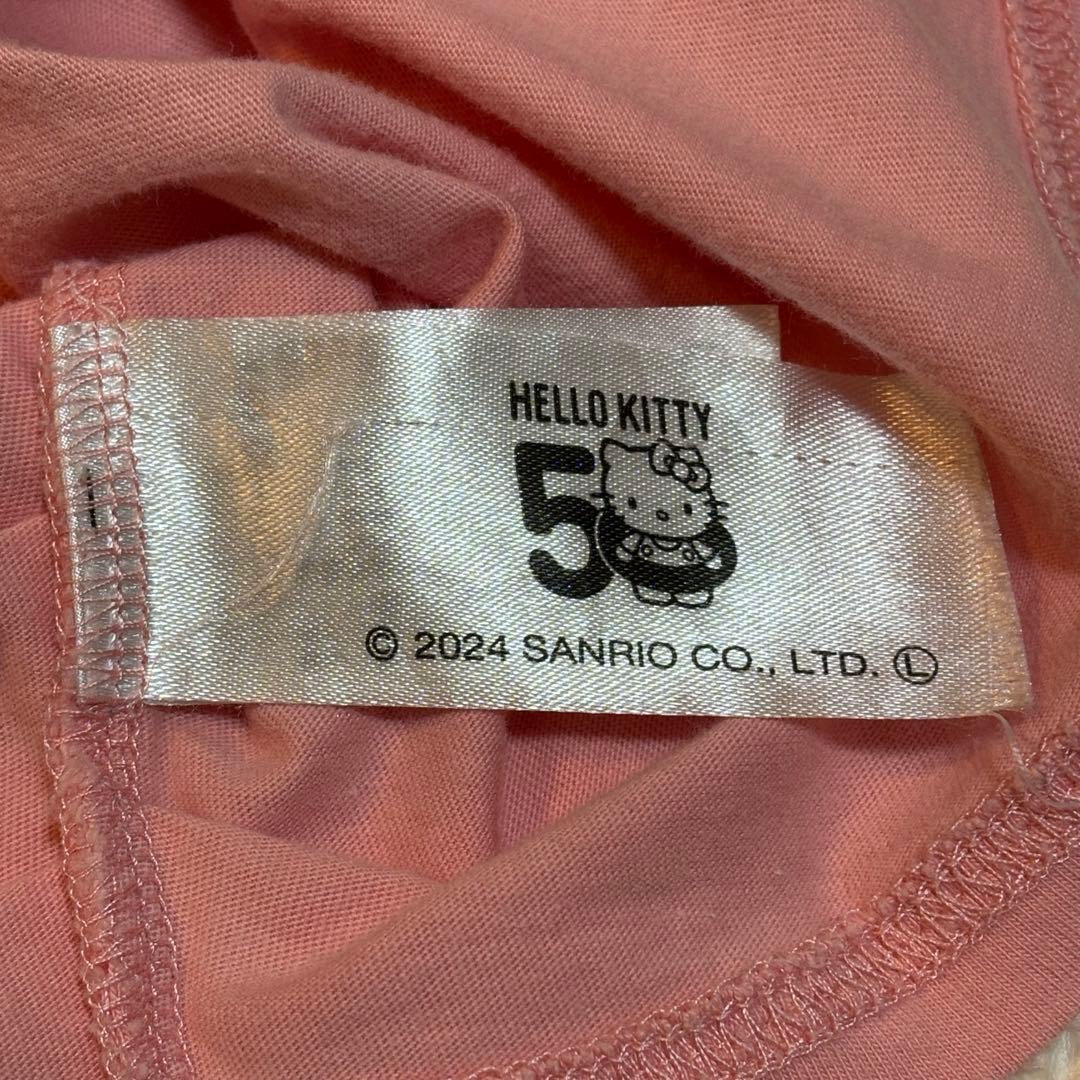 HELLO KITTY
50
© 2024 SANRIO CO., LTD. Ⓛ